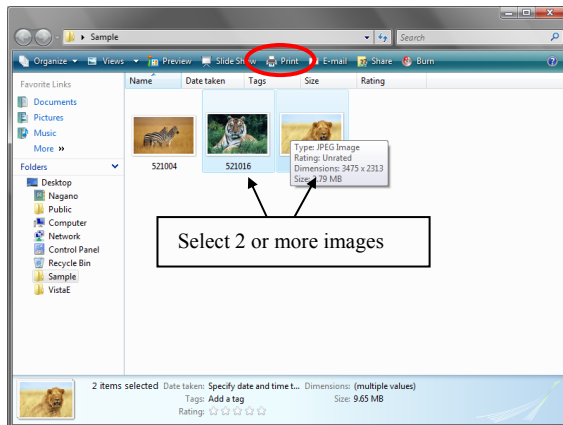 Sample
Search
Organize Views Preview Slide Show Print E-mail Share Burn
Favorite Links
Documents
Pictures
Music
More »
Folders
Desktop
Nagano
Public
Computer
Network
Control Panel
Recycle Bin
Sample
VistaE
Name Date taken Tags Size Rating
521004 521016
Type: JPEG Image
Rating: Unrated
Dimensions: 3475 x 2313
Size: 3.79 MB
Select 2 or more images
2 items selected Date taken: Specify date and time t... Dimensions: (multiple values)
Tags: Add a tag Size: 9.65 MB
Rating: